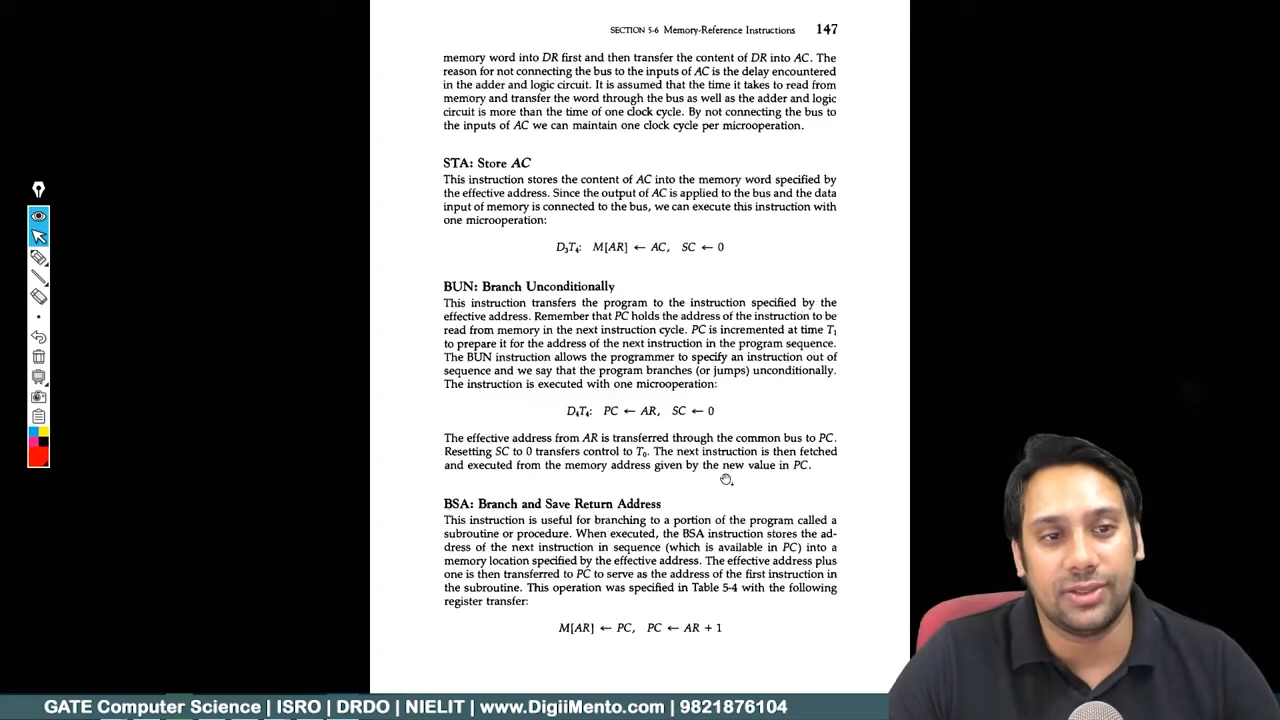 SECTION 5-6 Memory-Reference Instructions 147
memory word into DR first and then transfer the content of DR into AC. The
reason for not connecting the bus to the inputs of AC is the delay encountered
in the adder and logic circuit. It is assumed that the time it takes to read from
memory and transfer the word through the bus as well as the adder and logic
circuit is more than the time of one clock cycle. By not connecting the bus to
the inputs of AC we can maintain one clock cycle per microoperation.
STA: Store AC
This instruction stores the content of AC into the memory word specified by
the effective address. Since the output of AC is applied to the bus and the data
input of memory is connected to the bus, we can execute this instruction with
one microoperation:
D₃T₄: M[AR] ← AC, SC ← 0
BUN: Branch Unconditionally
This instruction transfers the program to the instruction specified by the
effective address. Remember that PC holds the address of the instruction to be
read from memory in the next instruction cycle. PC is incremented at time T₁
to prepare it for the address of the next instruction in the program sequence.
The BUN instruction allows the programmer to specify an instruction out of
sequence and we say that the program branches (or jumps) unconditionally.
The instruction is executed with one microoperation:
D₄T₄: PC ← AR, SC ← 0
The effective address from AR is transferred through the common bus to PC.
Resetting SC to 0 transfers control to T₀. The next instruction is then fetched
and executed from the memory address given by the new value in PC.
BSA: Branch and Save Return Address
This instruction is useful for branching to a portion of the program called a
subroutine or procedure. When executed, the BSA instruction stores the ad-
dress of the next instruction in sequence (which is available in PC) into a
memory location specified by the effective address. The effective address plus
one is then transferred to PC to serve as the address of the first instruction in
the subroutine. This operation was specified in Table 5-4 with the following
register transfer:
M[AR] ← PC, PC ← AR + 1
GATE Computer Science | ISRO | DRDO | NIELIT | www.DigiiMento.com | 9821876104